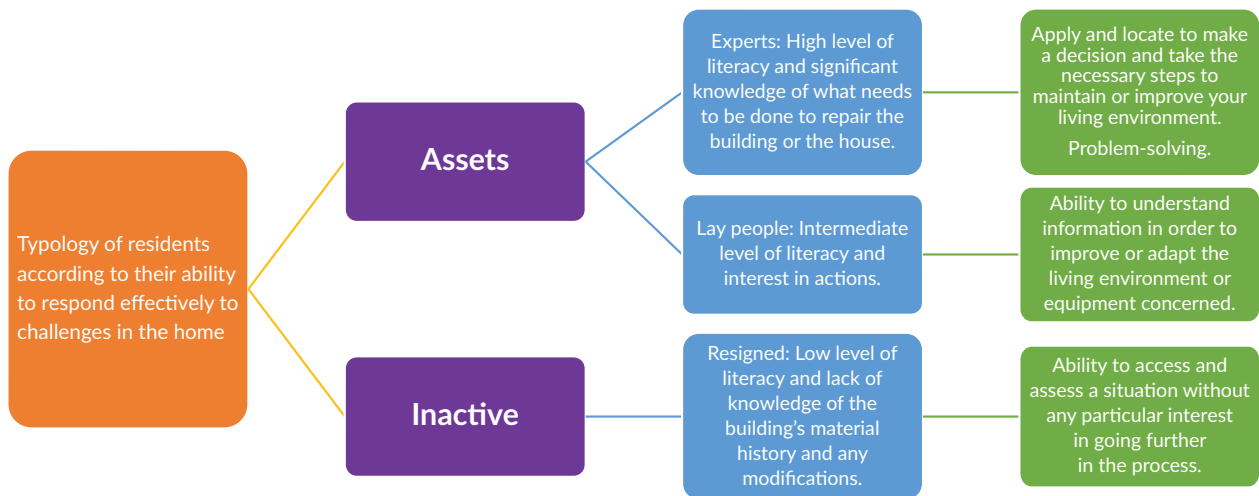 Typology of residents
according to their ability
to respond effectively to
challenges in the home
Assets
Inactive
Experts: High level of
literacy and significant
knowledge of what needs
to be done to repair the
building or the house.
Lay people: Intermediate
level of literacy and
interest in actions.
Resigned: Low level of
literacy and lack of
knowledge of the
building’s material
history and any
modifications.
Apply and locate to make
a decision and take the
necessary steps to
maintain or improve your
living environment.
Problem-solving.
Ability to understand
information in order to
improve or adapt the
living environment or
equipment concerned.
Ability to access and
assess a situation without
any particular interest
in going further
in the process.